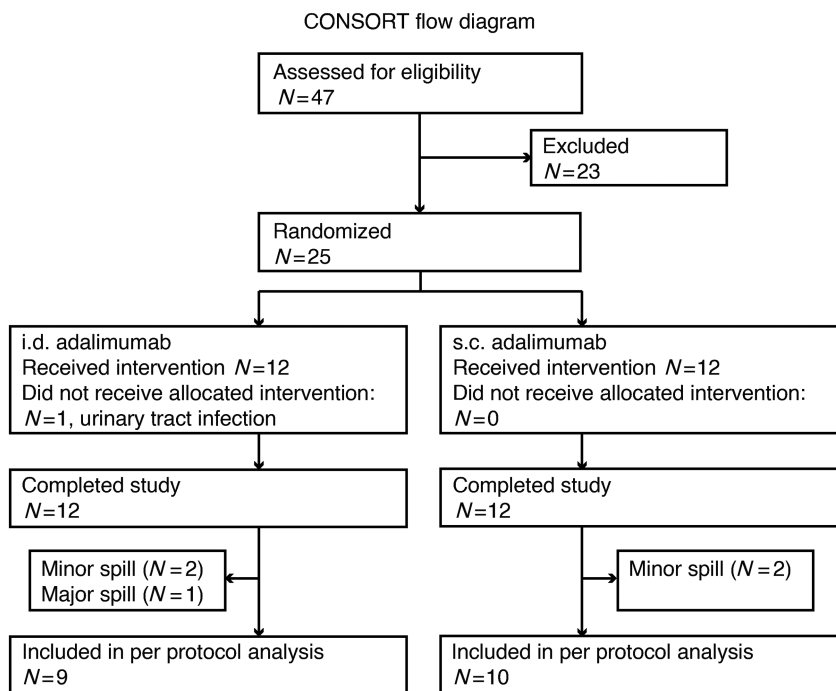 CONSORT flow diagram
Assessed for eligibility
N=47
Excluded
N=23
Randomized
N=25
i.d. adalimumab
Received intervention N=12
Did not receive allocated intervention:
N=1, urinary tract infection
s.c. adalimumab
Received intervention N=12
Did not receive allocated intervention:
N=0
Completed study
N=12
Completed study
N=12
Minor spill (N=2)
Major spill (N=1)
Minor spill (N=2)
Included in per protocol analysis
N=9
Included in per protocol analysis
N=10